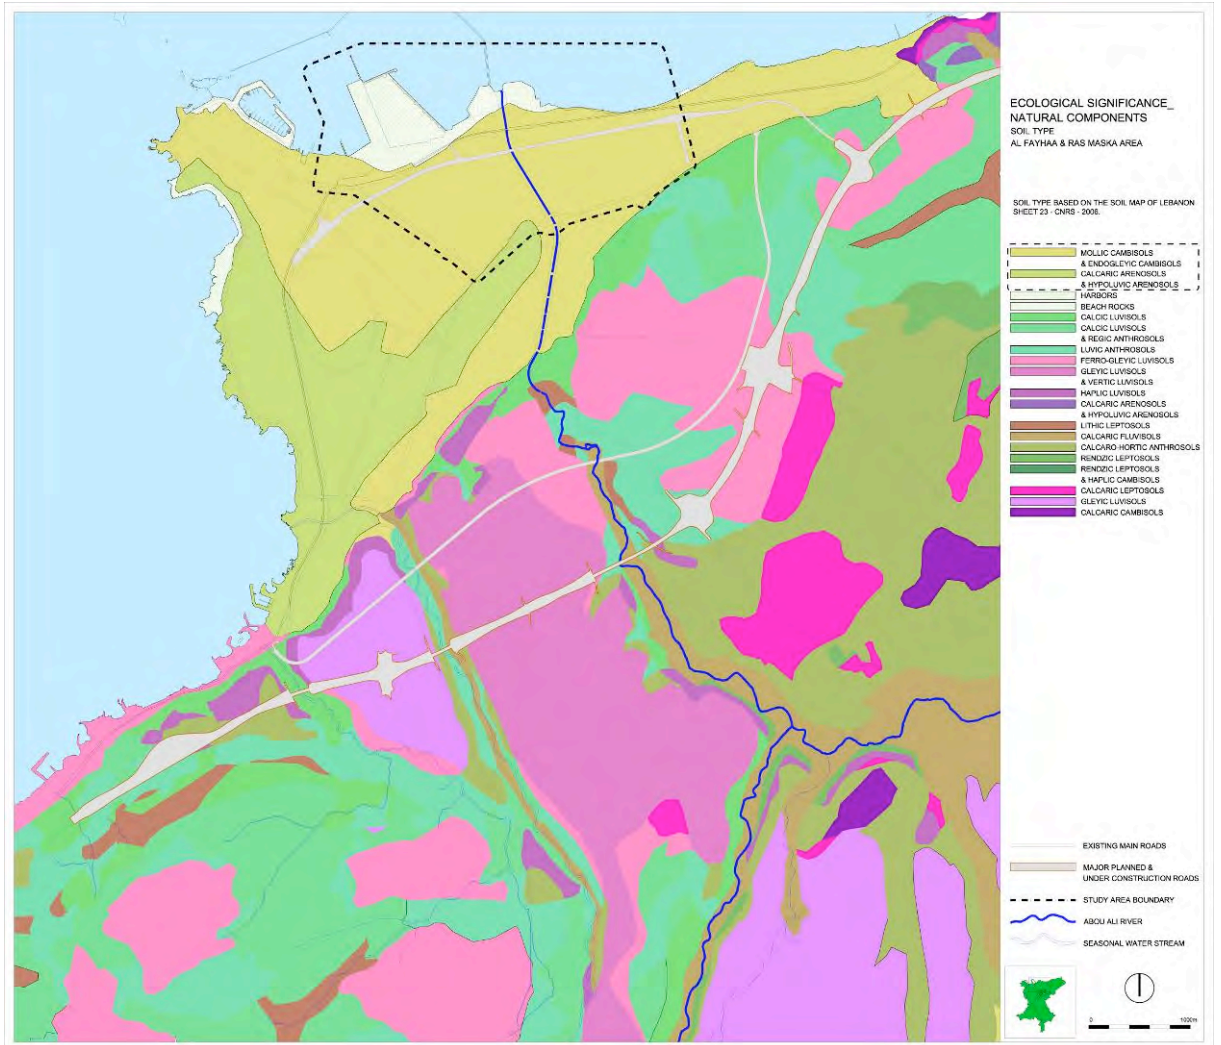 ECOLOGICAL SIGNIFICANCE_
NATURAL COMPONENTS
SOIL TYPE
AL FAYHAA & RAS MASKA AREA
SOIL TYPE BASED ON THE SOIL MAP OF LEBANON
SHEET 23 - CNRS - 2006.
MOLLIC CAMBISOLS
& ENDOGLEYIC CAMBISOLS
CALCARIC ARENOSOLS
& HYPOLUVIC ARENOSOLS
HARBORS
BEACH ROCKS
CALCIC LUVISOLS
CALCIC LUVISOLS
& REGIC ANTHROSOLS
LUVIC ANTHROSOLS
FERRO-GLEYIC LUVISOLS
GLEYIC LUVISOLS
& VERTIC LUVISOLS
HAPLIC LUVISOLS
CALCARIC ARENOSOLS
& HYPOLUVIC ARENOSOLS
LITHIC LEPTOSOLS
CALCARIC FLUVISOLS
CALCARO-HORTIC ANTHROSOLS
RENDZIC LEPTOSOLS
RENDZIC LEPTOSOLS
& HAPLIC CAMBISOLS
CALCARIC LEPTOSOLS
GLEYIC LUVISOLS
CALCARIC CAMBISOLS
EXISTING MAIN ROADS
MAJOR PLANNED &
UNDER CONSTRUCTION ROADS
STUDY AREA BOUNDARY
ABOU ALI RIVER
SEASONAL WATER STREAM
0 1000m